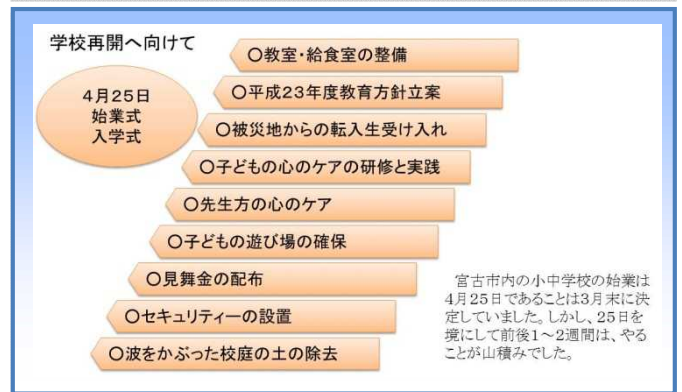 学校再開へ向けて
4月25日
始業式
入学式
〇教室・給食室の整備
〇平成23年度教育方針立案
〇被災地からの転入生受け入れ
〇子どもの心のケアの研修と実践
〇先生方の心のケア
〇子どもの遊び場の確保
〇見舞金の配布
〇セキュリティーの設置
〇波をかぶった校庭の土の除去
宮古市内の小中学校の始業は
4月25日であることは3月末に決
定していました。しかし、25日を
境にして前後1～2週間は、やる
ことが山積みでした。